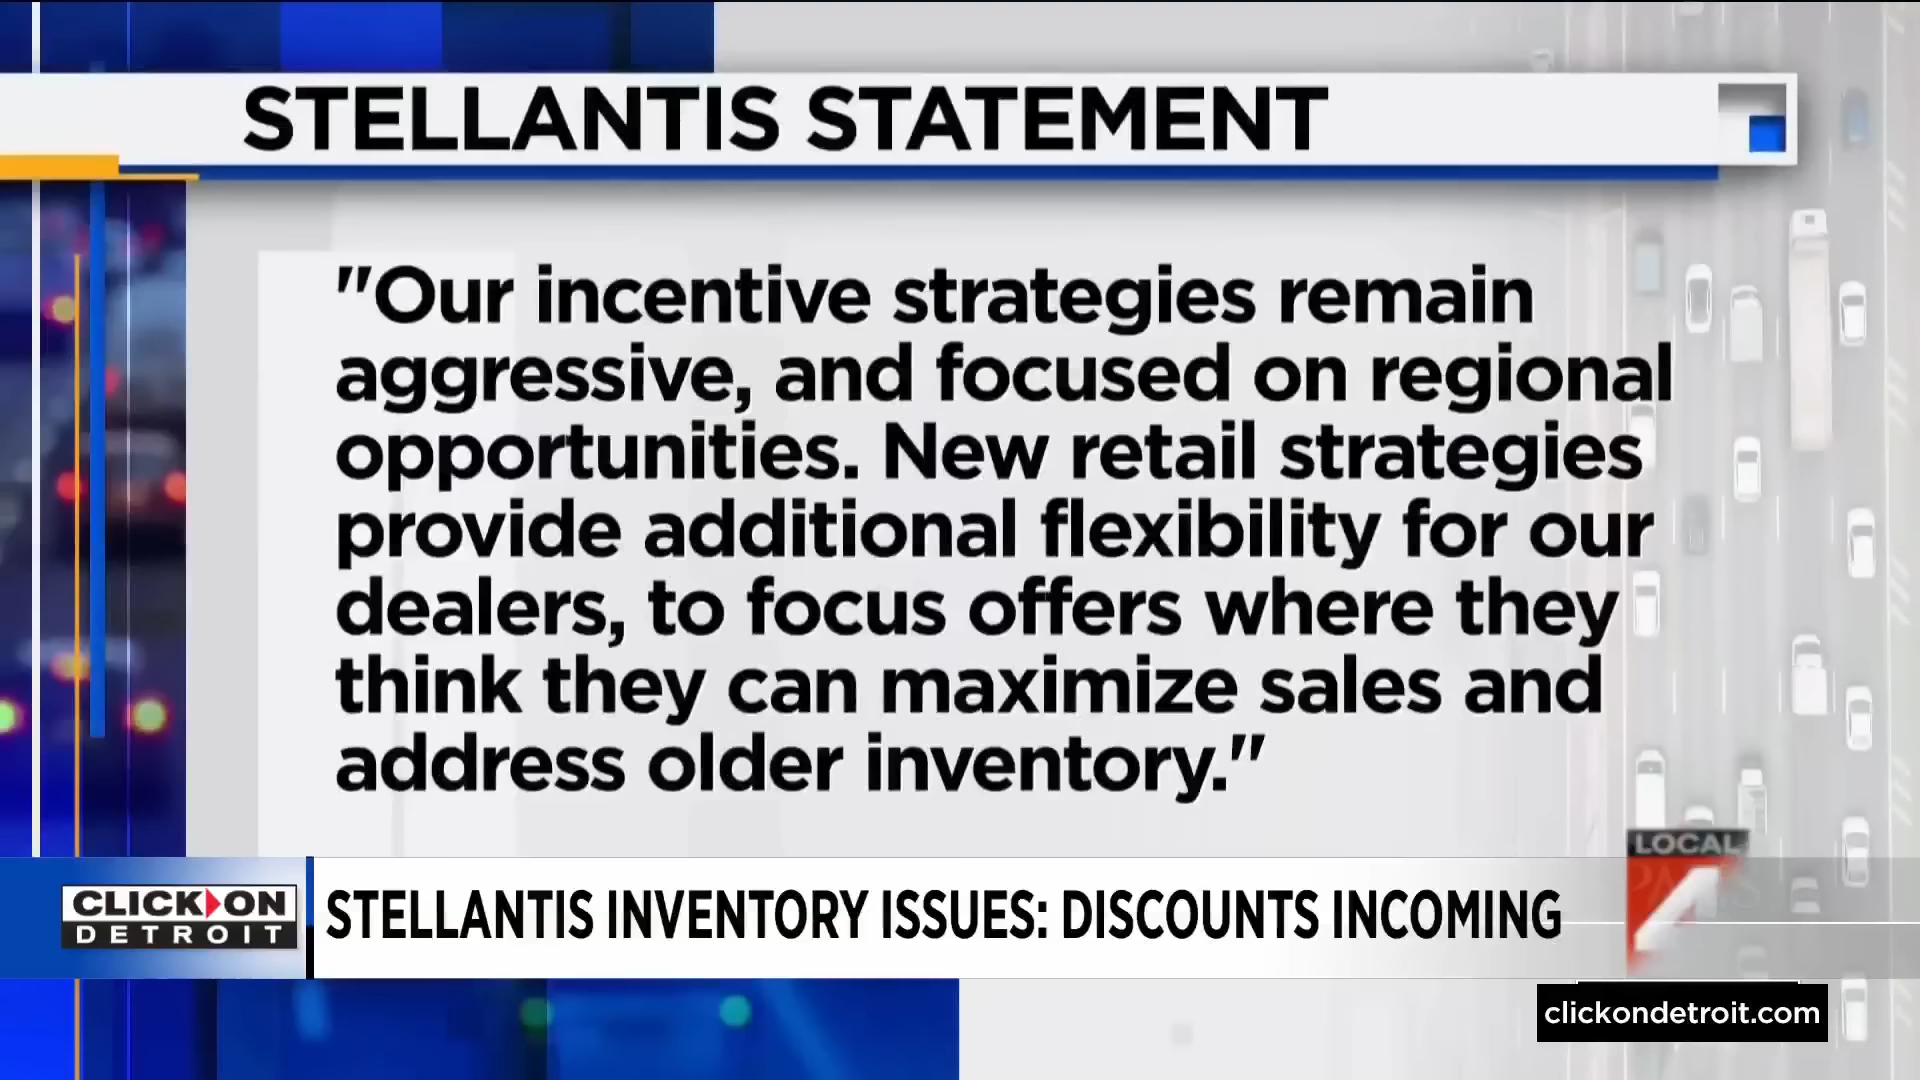 STELLANTIS STATEMENT
"Our incentive strategies remain
aggressive, and focused on regional
opportunities. New retail strategies
provide additional flexibility for our
dealers, to focus offers where they
think they can maximize sales and
address older inventory."
CLICK ON
DETROIT
STELLANTIS INVENTORY ISSUES: DISCOUNTS INCOMING
LOCAL
4
clickondetroit.com